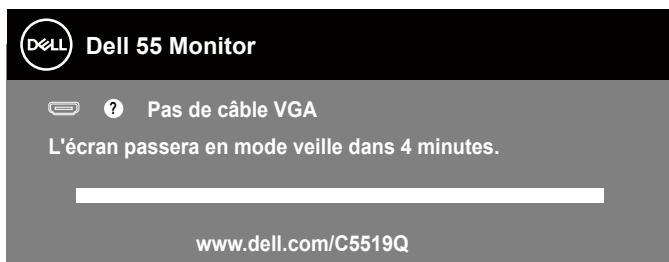 DELL Dell 55 Monitor
? Pas de câble VGA
L'écran passera en mode veille dans 4 minutes.
www.dell.com/C5519Q